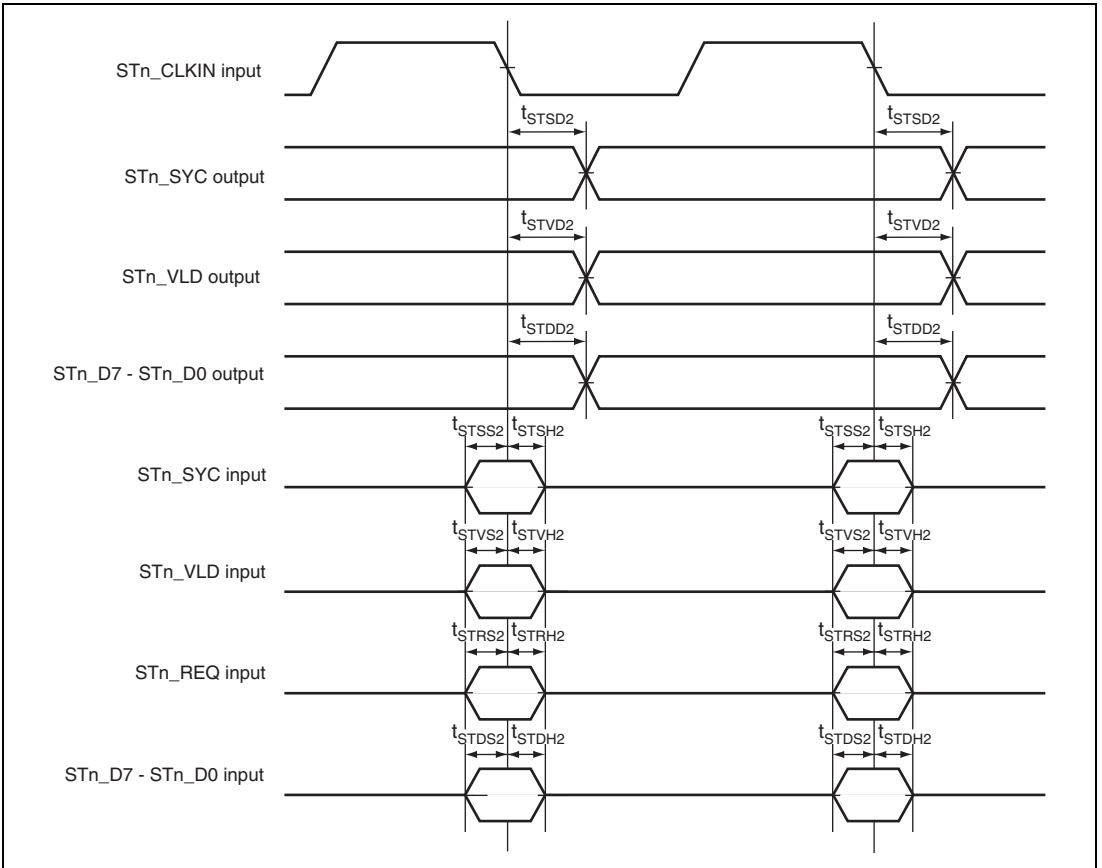 STn_CLKIN input
tSTSD2 tSTSD2
STn_SYC output
tSTVD2 tSTVD2
STn_VLD output
tSTDD2 tSTDD2
STn_D7 - STn_D0 output
tSTSS2 tSTSH2 tSTSS2 tSTSH2
STn_SYC input
tSTVS2 tSTVH2 tSTVS2 tSTVH2
STn_VLD input
tSTRS2 tSTRH2 tSTRS2 tSTRH2
STn_REQ input
tSTDS2 tSTDH2 tSTDS2 tSTDH2
STn_D7 - STn_D0 input